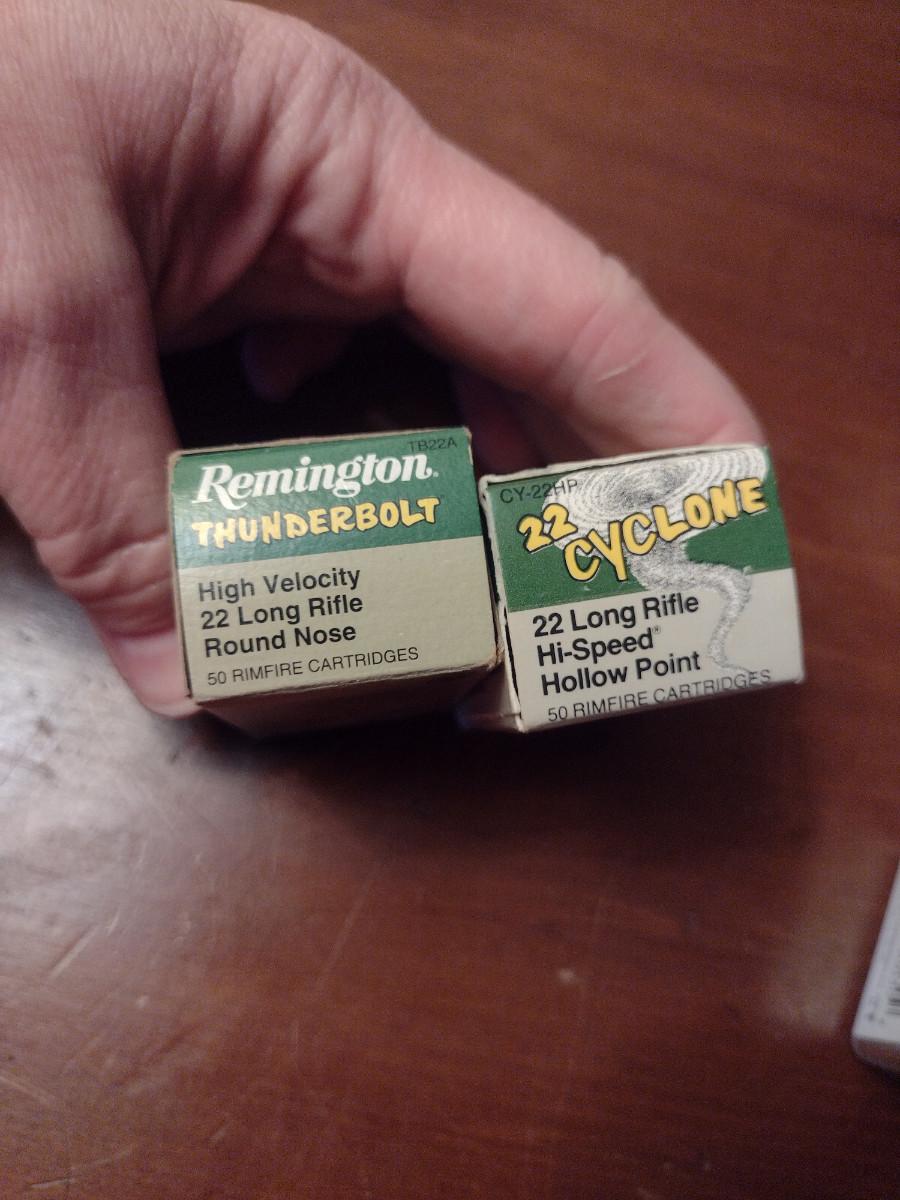 TB22A
Remington®
THUNDERBOLT
High Velocity
22 Long Rifle
Round Nose
50 RIMFIRE CARTRIDGES
CY-22HP
22
CYCLONE
22 Long Rifle
Hi-Speed®
Hollow Point
50 RIMFIRE CARTRIDGES